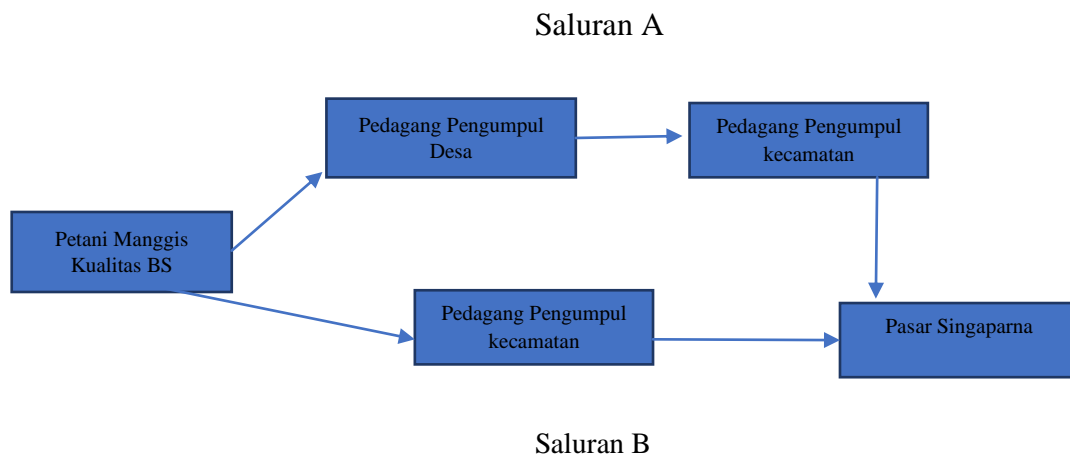 Saluran A
Pedagang Pengumpul
Desa
Pedagang Pengumpul
kecamatan
Petani Manggis
Kualitas BS
Pedagang Pengumpul
kecamatan
Pasar Singaparna
Saluran B